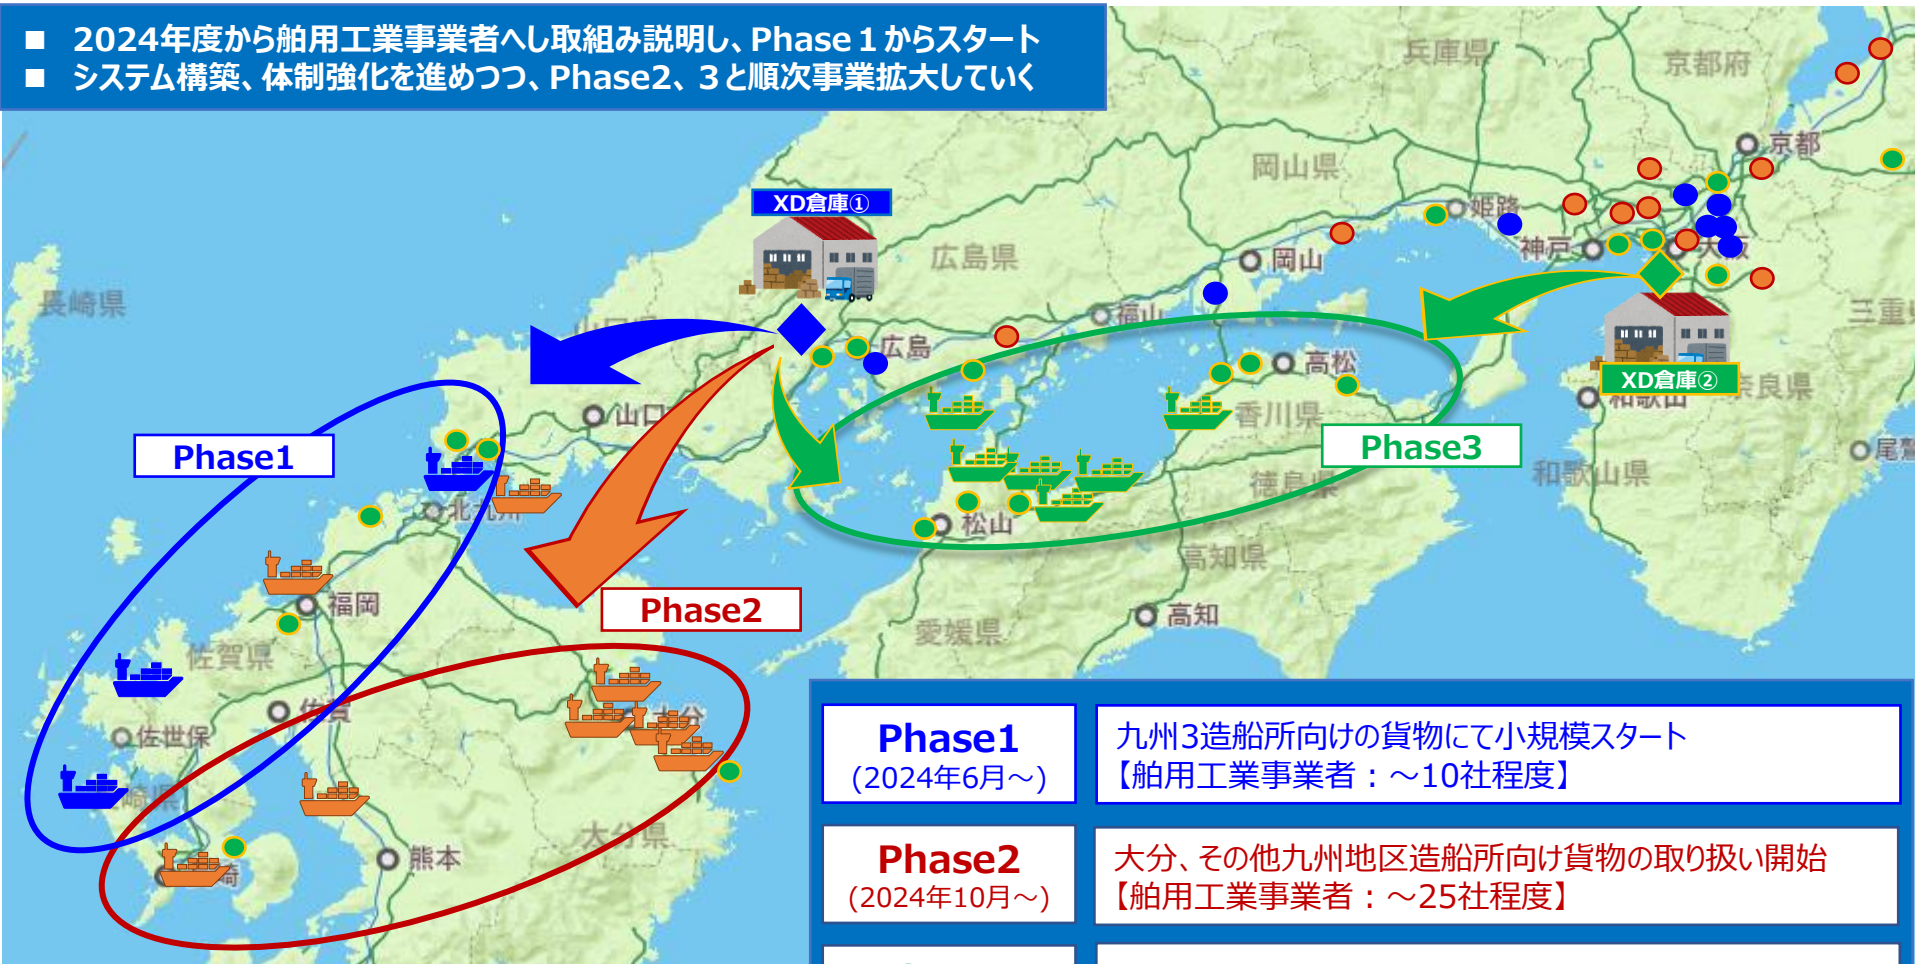 ■ 2024年度から舶用工業事業者へし取組み説明し、Phase１からスタート
■ システム構築、体制強化を進めつつ、Phase2、３と順次事業拡大していく
兵庫県
京都府
京都
岡山県
姫路
XD倉庫①
広島県
岡山
神戸
大阪
長崎県
山口県
福山
三重県
広島
高松
XD倉庫②
和歌山
奈良県
山口
香川県
Phase1
Phase3
尾鷲
和歌山県
徳島県
北九州
松山
高知県
福岡
Phase2
高知
愛媛県
佐賀県
佐賀
大分
佐世保
長崎県
大分県
熊本
長崎
Phase1
(2024年6月～)
九州3造船所向けの貨物にて小規模スタート
【舶用工業事業者：～10社程度】
Phase2
(2024年10月～)
大分、その他九州地区造船所向け貨物の取り扱い開始
【舶用工業事業者：～25社程度】